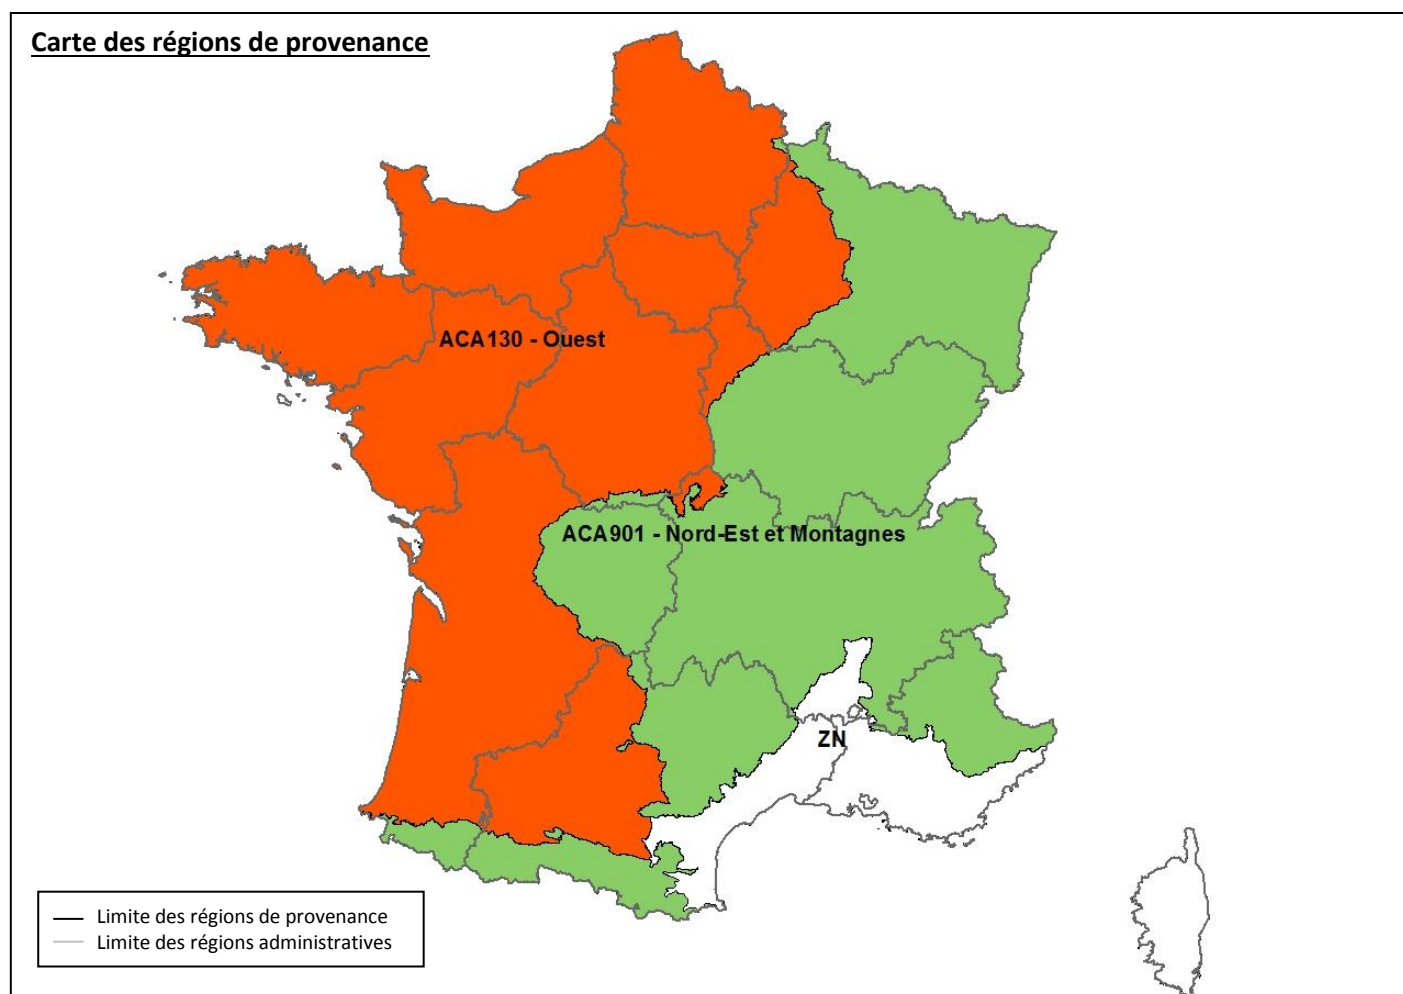 Carte des régions de provenance
ACA130 - Ouest
ACA901 - Nord-Est et Montagnes
ZN
Limite des régions de provenance
Limite des régions administratives